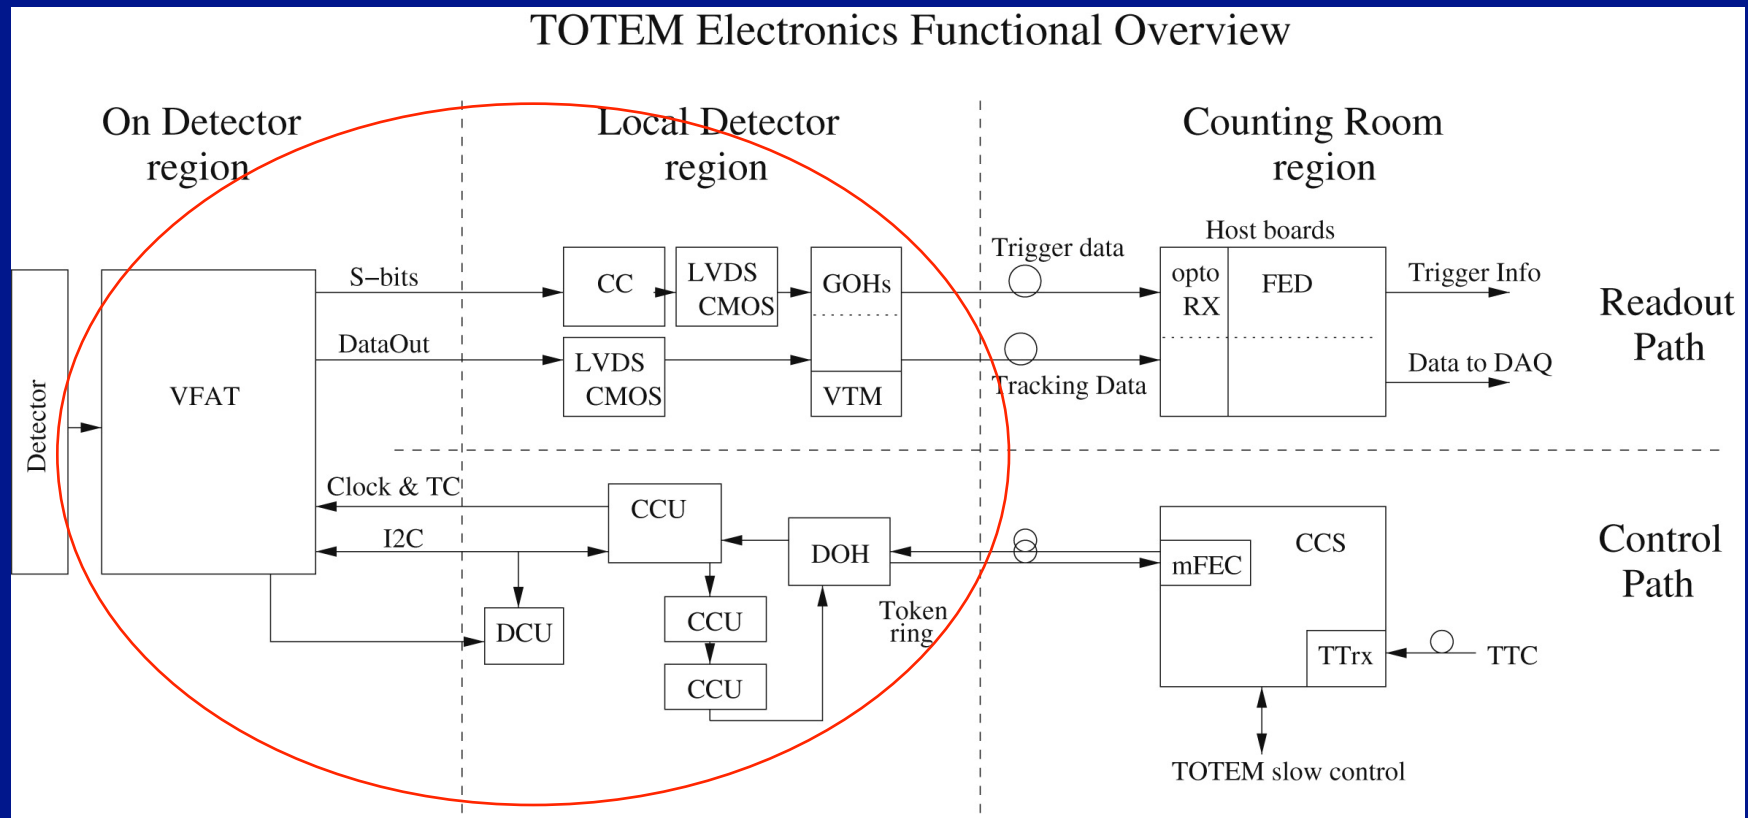 TOTEM Electronics Functional Overview
On Detector
region
Local Detector
region
Counting Room
region
Detector
VFAT
S−bits
DataOut
CC
LVDS
CMOS
LVDS
CMOS
GOHs
VTM
Trigger data
Tracking Data
Host boards
opto
RX
FED
Trigger Info
Data to DAQ
Readout
Path
Clock & TC
I2C
DCU
CCU
CCU
CCU
DOH
Token
ring
mFEC
CCS
TTrx
TTC
TOTEM slow control
Control
Path